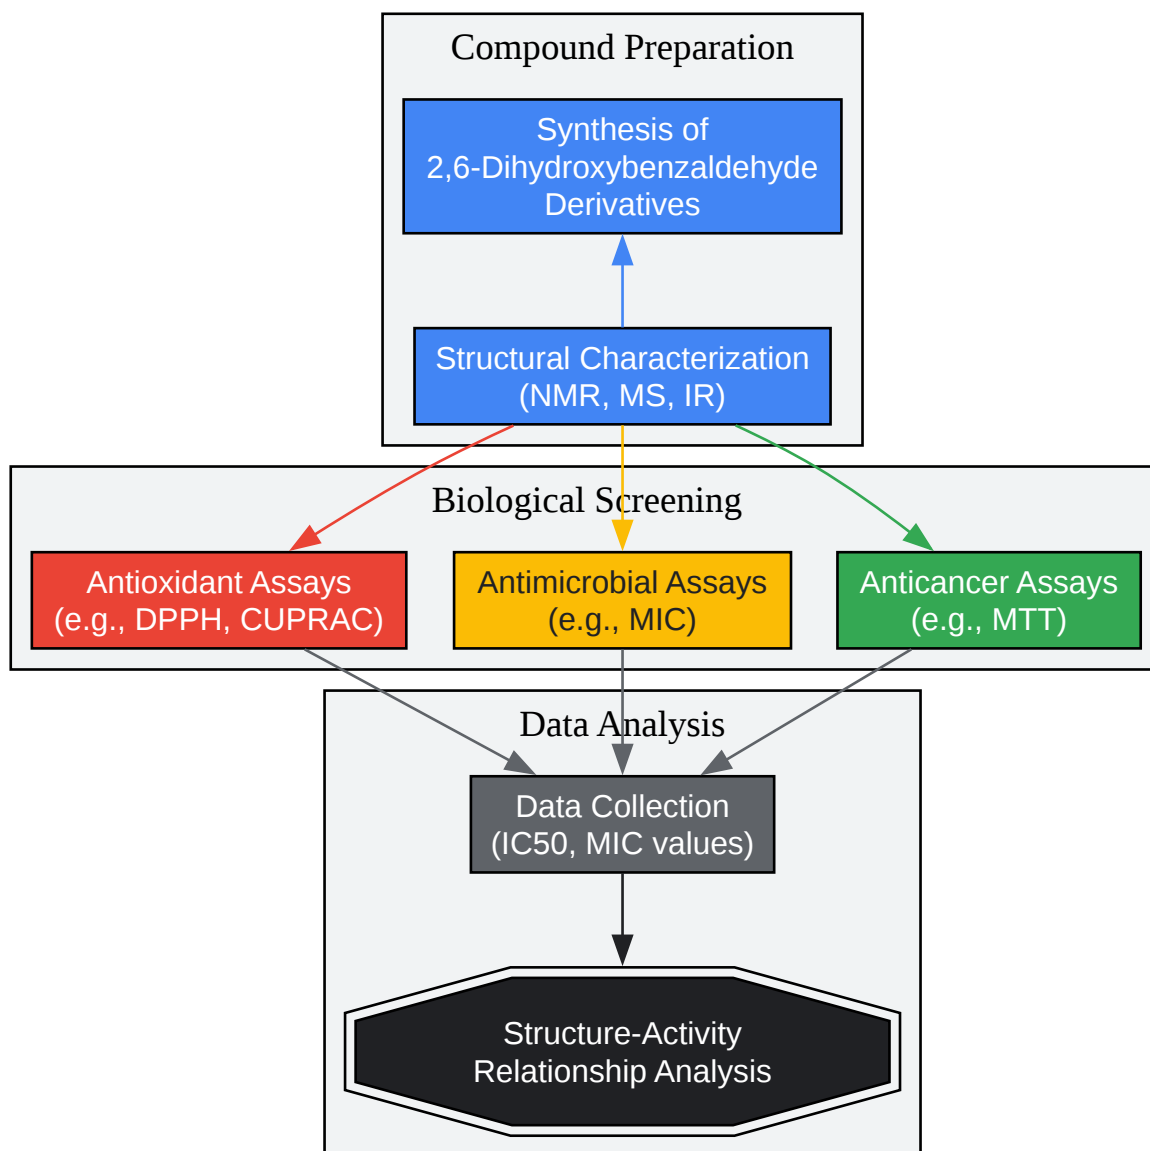 Compound Preparation
Synthesis of
2,6-Dihydroxybenzaldehyde
Derivatives
Structural Characterization
(NMR, MS, IR)
Biological Screening
Antioxidant Assays
(e.g., DPPH, CUPRAC)
Antimicrobial Assays
(e.g., MIC)
Anticancer Assays
(e.g., MTT)
Data Analysis
Data Collection
(IC50, MIC values)
Structure-Activity
Relationship Analysis